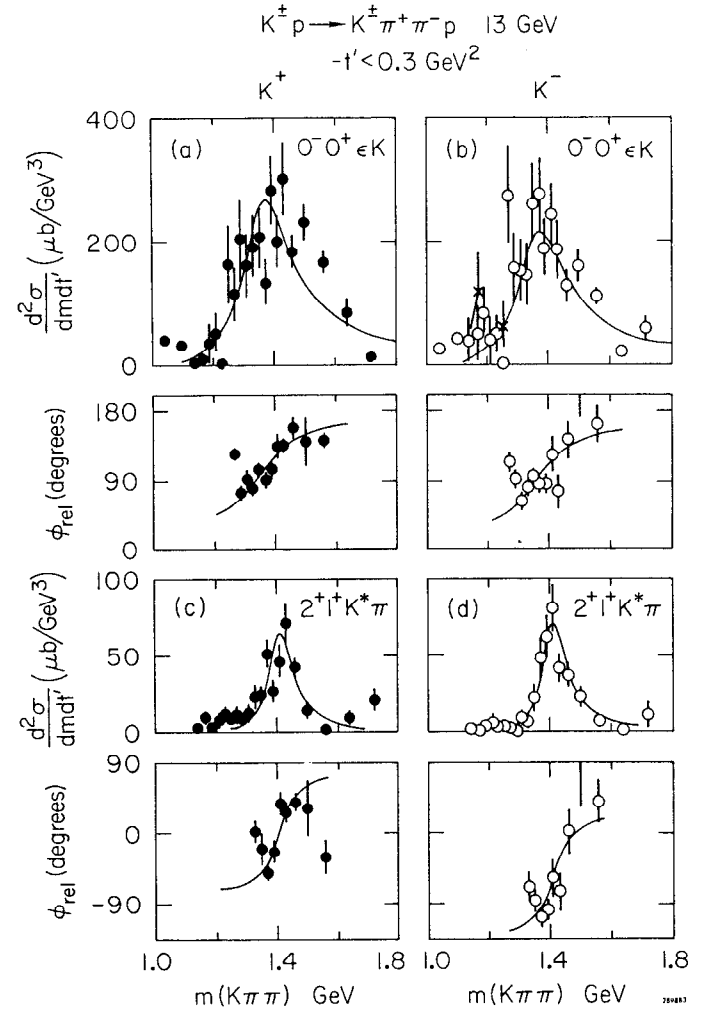 K± p → K± π+ π− p 13 GeV
-t' < 0.3 GeV²
K+ K−
400
200
0
d²σ/dmdt' (μb/GeV³)
(a) 0⁻0⁺ εK
(b) 0⁻0⁺ εK
180
90
0
ϕrel (degrees)
100
50
0
d²σ/dmdt' (μb/GeV³)
(c) 2⁺1⁺ K*π
(d) 2⁺1⁺ K*π
90
0
-90
ϕrel (degrees)
1.0 1.4 1.8 1.0 1.4 1.8
m(Kππ) GeV m(Kππ) GeV